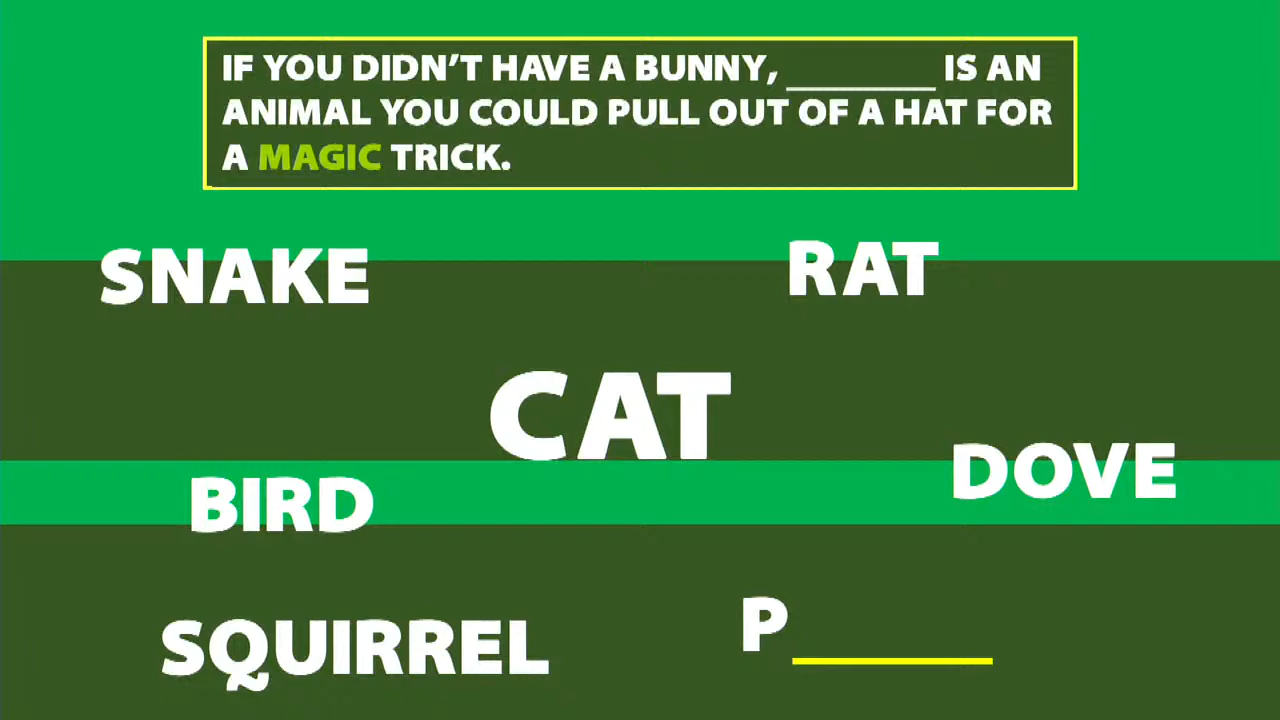 IF YOU DIDN’T HAVE A BUNNY, ________ IS AN
ANIMAL YOU COULD PULL OUT OF A HAT FOR
A MAGIC TRICK.
SNAKE
RAT
CAT
DOVE
BIRD
P________
SQUIRREL